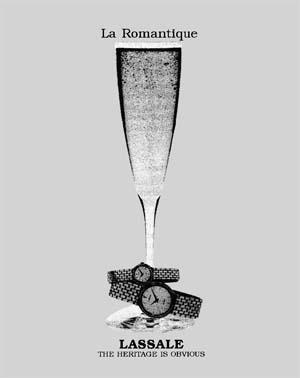 La Romantique
LASSALE
THE HERITAGE IS OBVIOUS